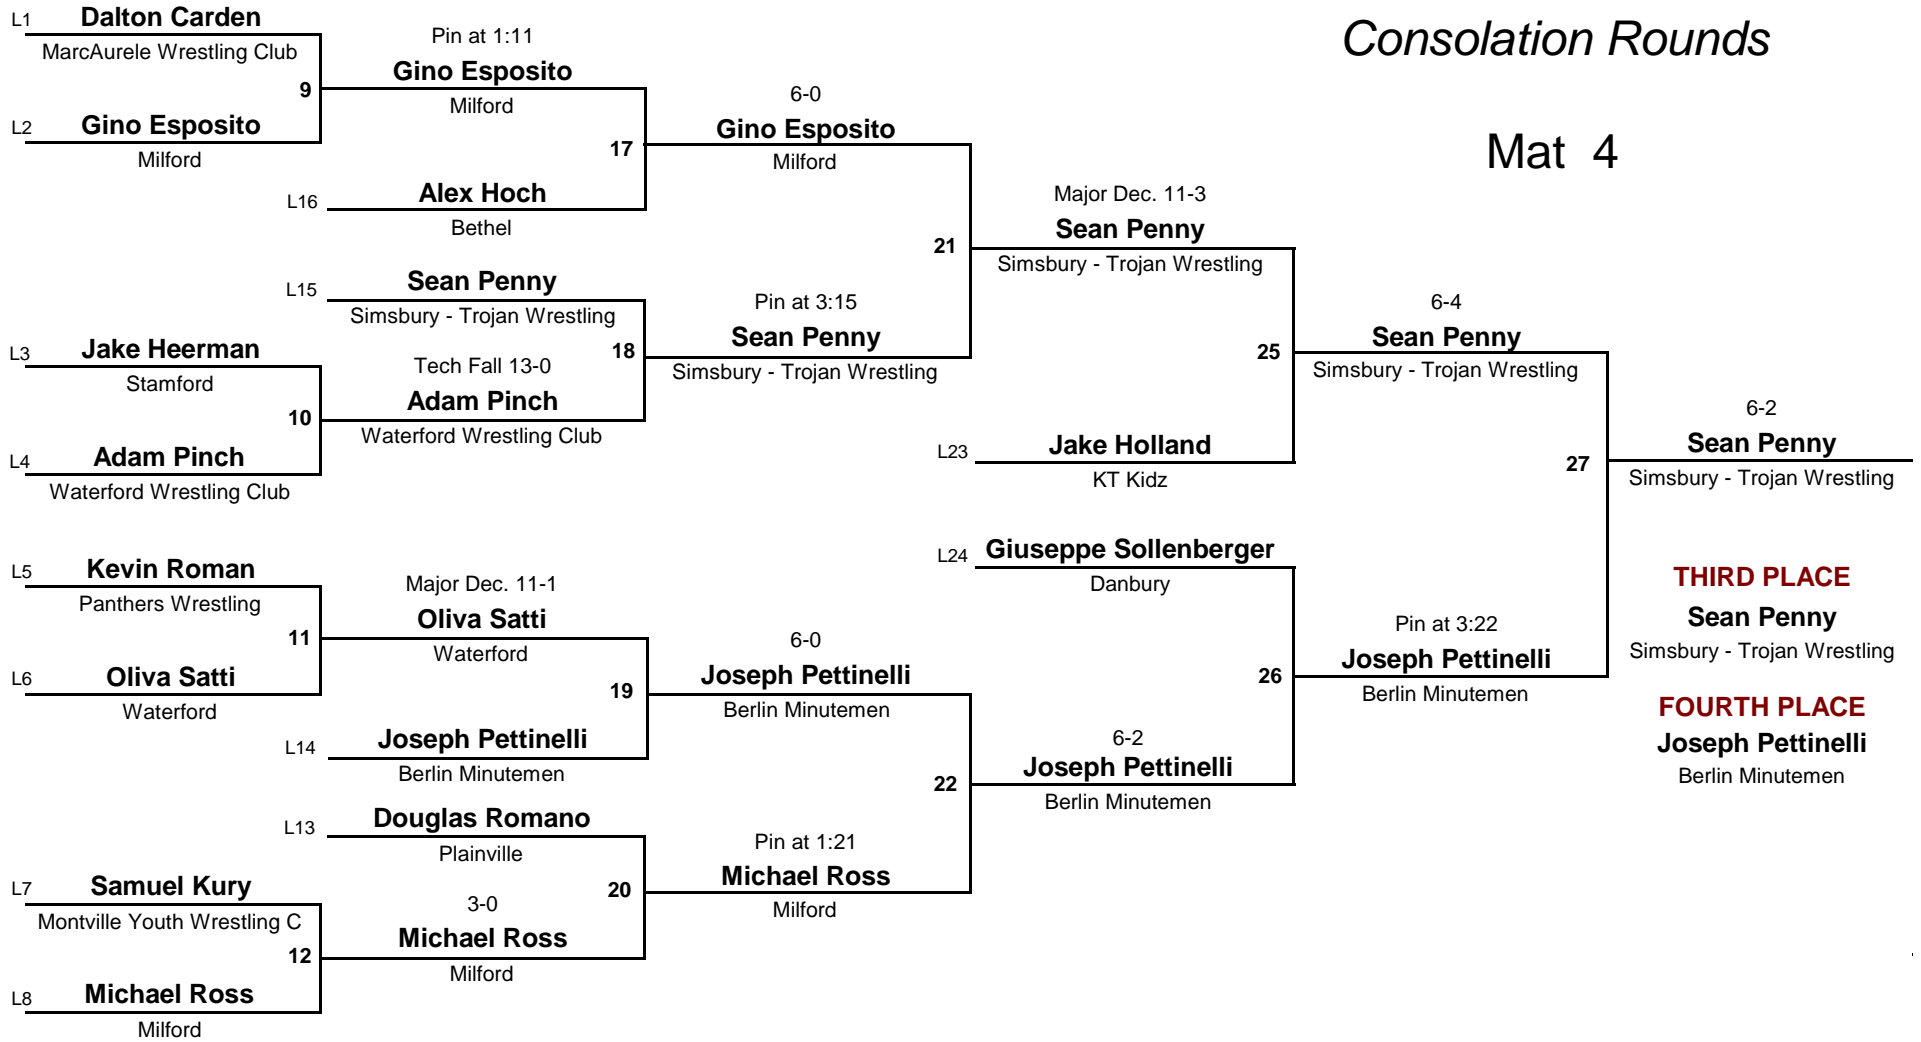 Consolation Rounds
Mat 4
L1 Dalton Carden
MarcAurele Wrestling Club
9
L2 Gino Esposito
Milford
Pin at 1:11
Gino Esposito
Milford
17
L16 Alex Hoch
Bethel
6-0
Gino Esposito
Milford
21
L15 Sean Penny
Simsbury - Trojan Wrestling
18
L3 Jake Heerman
Stamford
10
L4 Adam Pinch
Waterford Wrestling Club
Tech Fall 13-0
Adam Pinch
Waterford Wrestling Club
Pin at 3:15
Sean Penny
Simsbury - Trojan Wrestling
Major Dec. 11-3
Sean Penny
Simsbury - Trojan Wrestling
25
L23 Jake Holland
KT Kidz
6-4
Sean Penny
Simsbury - Trojan Wrestling
27
6-2
Sean Penny
Simsbury - Trojan Wrestling
L5 Kevin Roman
Panthers Wrestling
11
L6 Oliva Satti
Waterford
Major Dec. 11-1
Oliva Satti
Waterford
19
L14 Joseph Pettinelli
Berlin Minutemen
6-0
Joseph Pettinelli
Berlin Minutemen
22
L13 Douglas Romano
Plainville
20
L7 Samuel Kury
Montville Youth Wrestling C
12
L8 Michael Ross
Milford
3-0
Michael Ross
Milford
Pin at 1:21
Michael Ross
Milford
L24 Giuseppe Sollenberger
Danbury
26
6-2
Joseph Pettinelli
Berlin Minutemen
Pin at 3:22
Joseph Pettinelli
Berlin Minutemen
THIRD PLACE
Sean Penny
Simsbury - Trojan Wrestling
FOURTH PLACE
Joseph Pettinelli
Berlin Minutemen